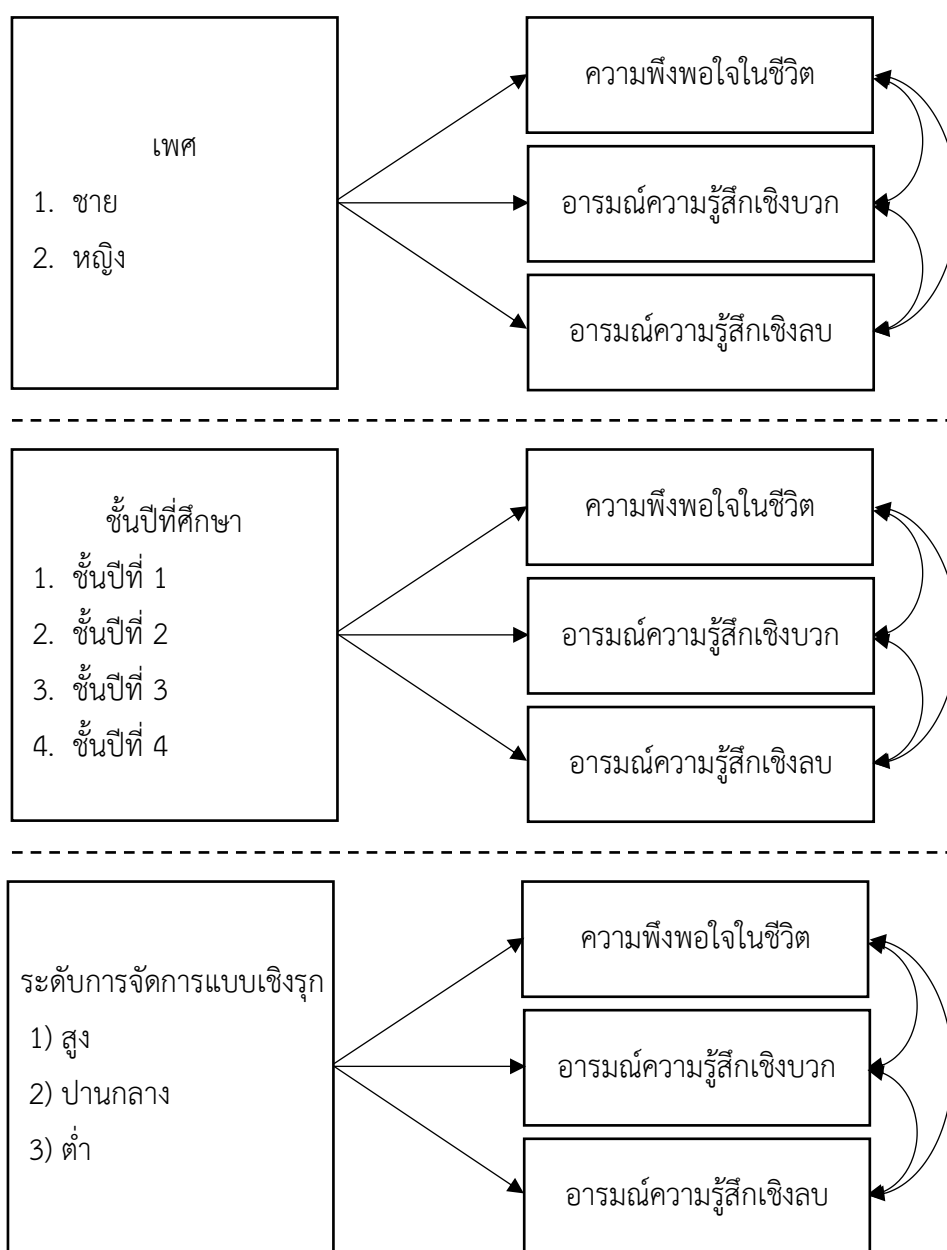 เพศ
1. ชาย
2. หญิง
ความพึงพอใจในชีวิต
อารมณ์ความรู้สึกเชิงบวก
อารมณ์ความรู้สึกเชิงลบ
ชั้นปีที่ศึกษา
1. ชั้นปีที่ 1
2. ชั้นปีที่ 2
3. ชั้นปีที่ 3
4. ชั้นปีที่ 4
ความพึงพอใจในชีวิต
อารมณ์ความรู้สึกเชิงบวก
อารมณ์ความรู้สึกเชิงลบ
ระดับการจัดการแบบเชิงรุก
1) สูง
2) ปานกลาง
3) ต่ำ
ความพึงพอใจในชีวิต
อารมณ์ความรู้สึกเชิงบวก
อารมณ์ความรู้สึกเชิงลบ